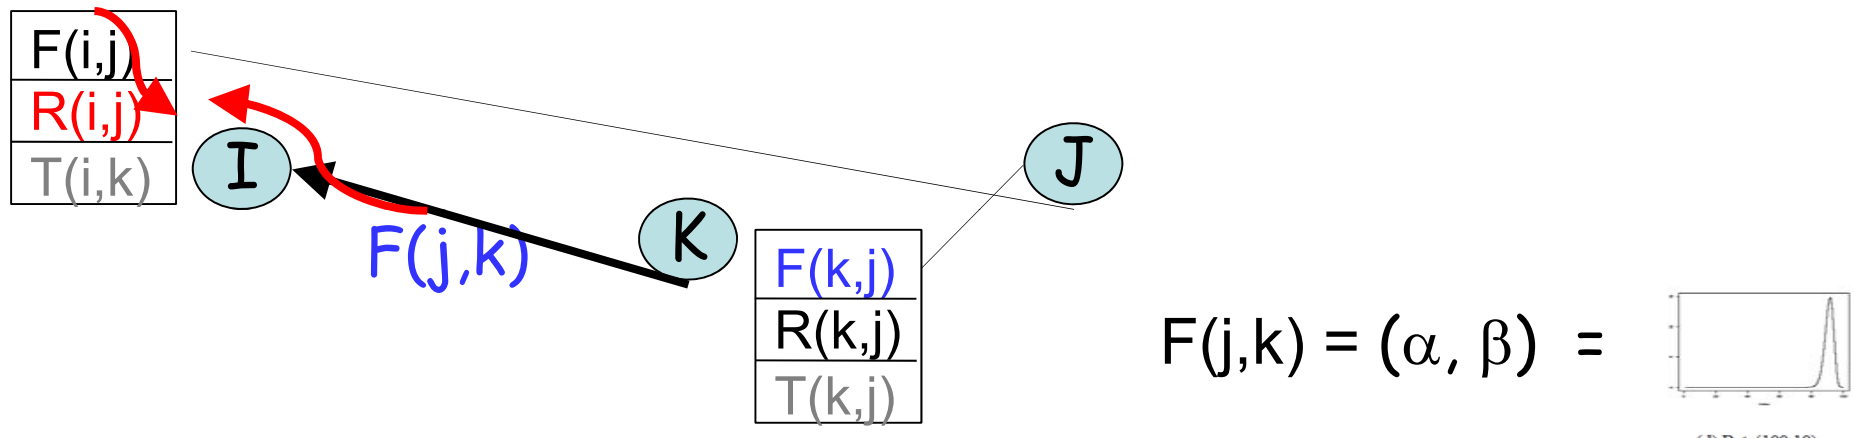 F(i,j)
R(i,j)
T(i,k)
I
J
K
F(j,k)
F(k,j)
R(k,j)
T(k,j)
F(j,k) = (α, β) =